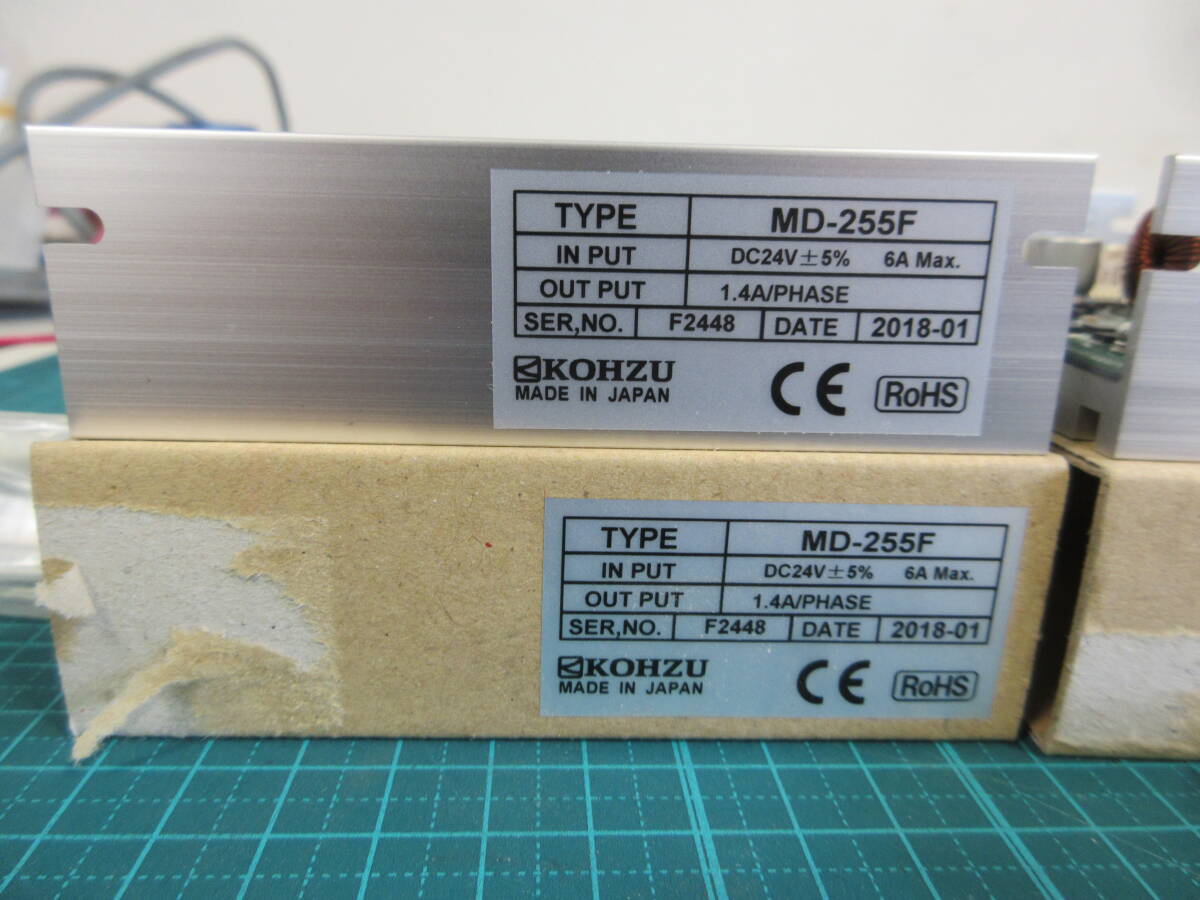 TYPE MD-255F
IN PUT DC24V±5% 6A Max.
OUT PUT 1.4A/PHASE
SER,NO. F2448 DATE 2018-01
KOHZU
MADE IN JAPAN
CE RoHS
TYPE MD-255F
IN PUT DC24V±5% 6A Max.
OUT PUT 1.4A/PHASE
SER,NO. F2448 DATE 2018-01
KOHZU
MADE IN JAPAN
CE RoHS